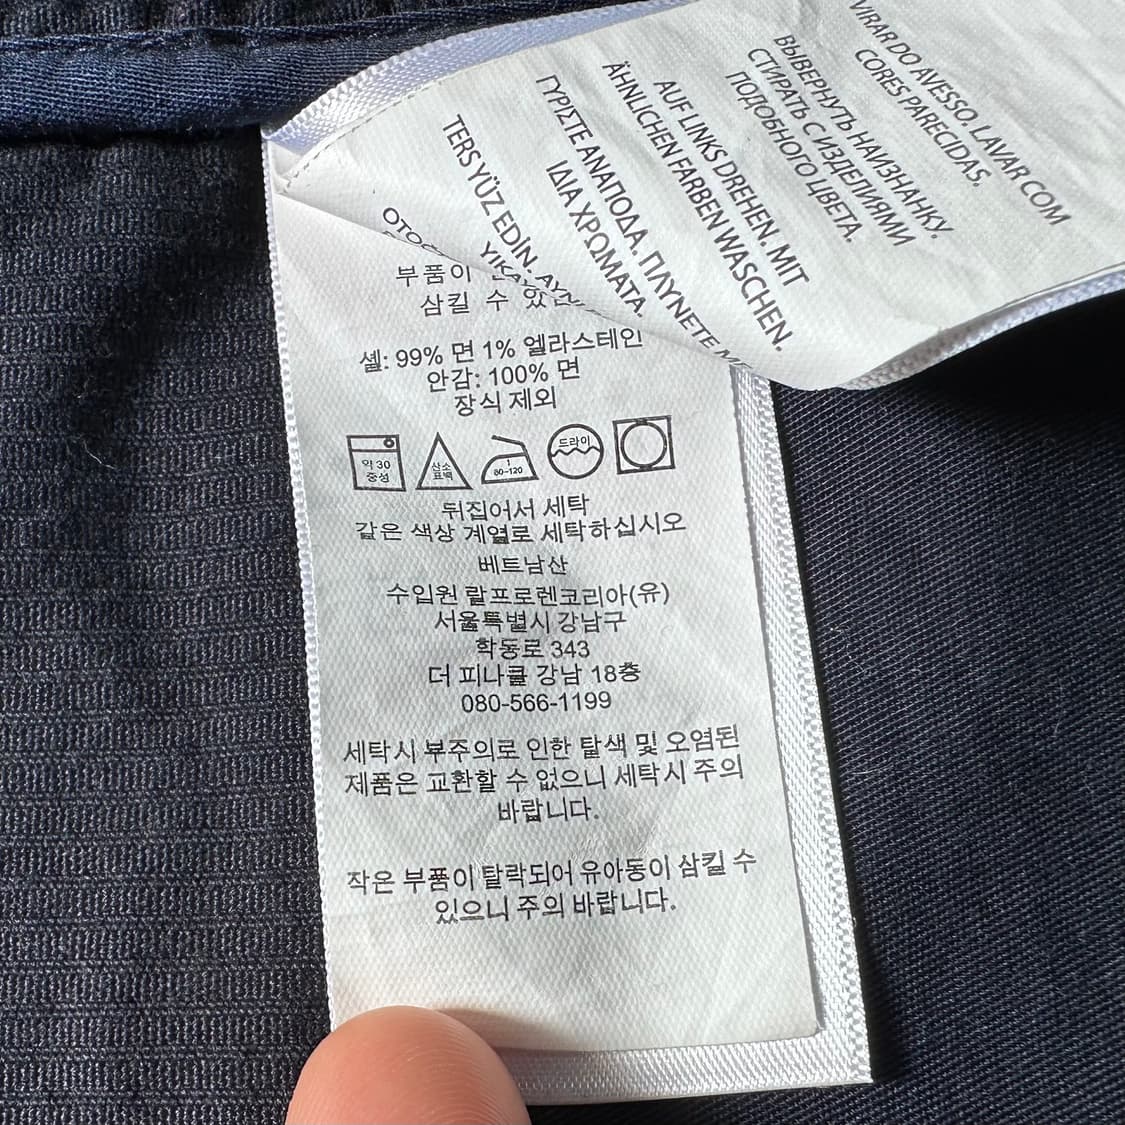 VIRAR DO AVESSO. LAVAR COM
CORES PARECIDAS.
ВЫВЕРНУТЬ НАИЗНАНКУ.
СТИРАТЬ С ИЗДЕЛИЯМИ
ПОДОБНОГО ЦВЕТА.
AUF LINKS DREHEN. MIT
ÄHNLICHEN FARBEN WASCHEN.
ΓΥΡΙΣΤΕ ΑΝΑΠΟΔΑ. ΠΛΥΝΕΤΕ ΜΕ
ΙΔΙΑ ΧΡΩΜΑΤΑ.
TERS YÜZ EDİN.
부품이
삼킬 수
셸: 99% 면 1% 엘라스테인
안감: 100% 면
장식 제외
약 30
중성
산소
표백
1
80-120
드라이
뒤집어서 세탁
같은 색상 계열로 세탁하십시오
베트남산
수입원 랄프로렌코리아(유)
서울특별시 강남구
학동로 343
더 피나클 강남 18층
080-566-1199
세탁시 부주의로 인한 탈색 및 오염된
제품은 교환할 수 없으니 세탁시 주의
바랍니다.
작은 부품이 탈락되어 유아동이 삼킬 수
있으니 주의 바랍니다.